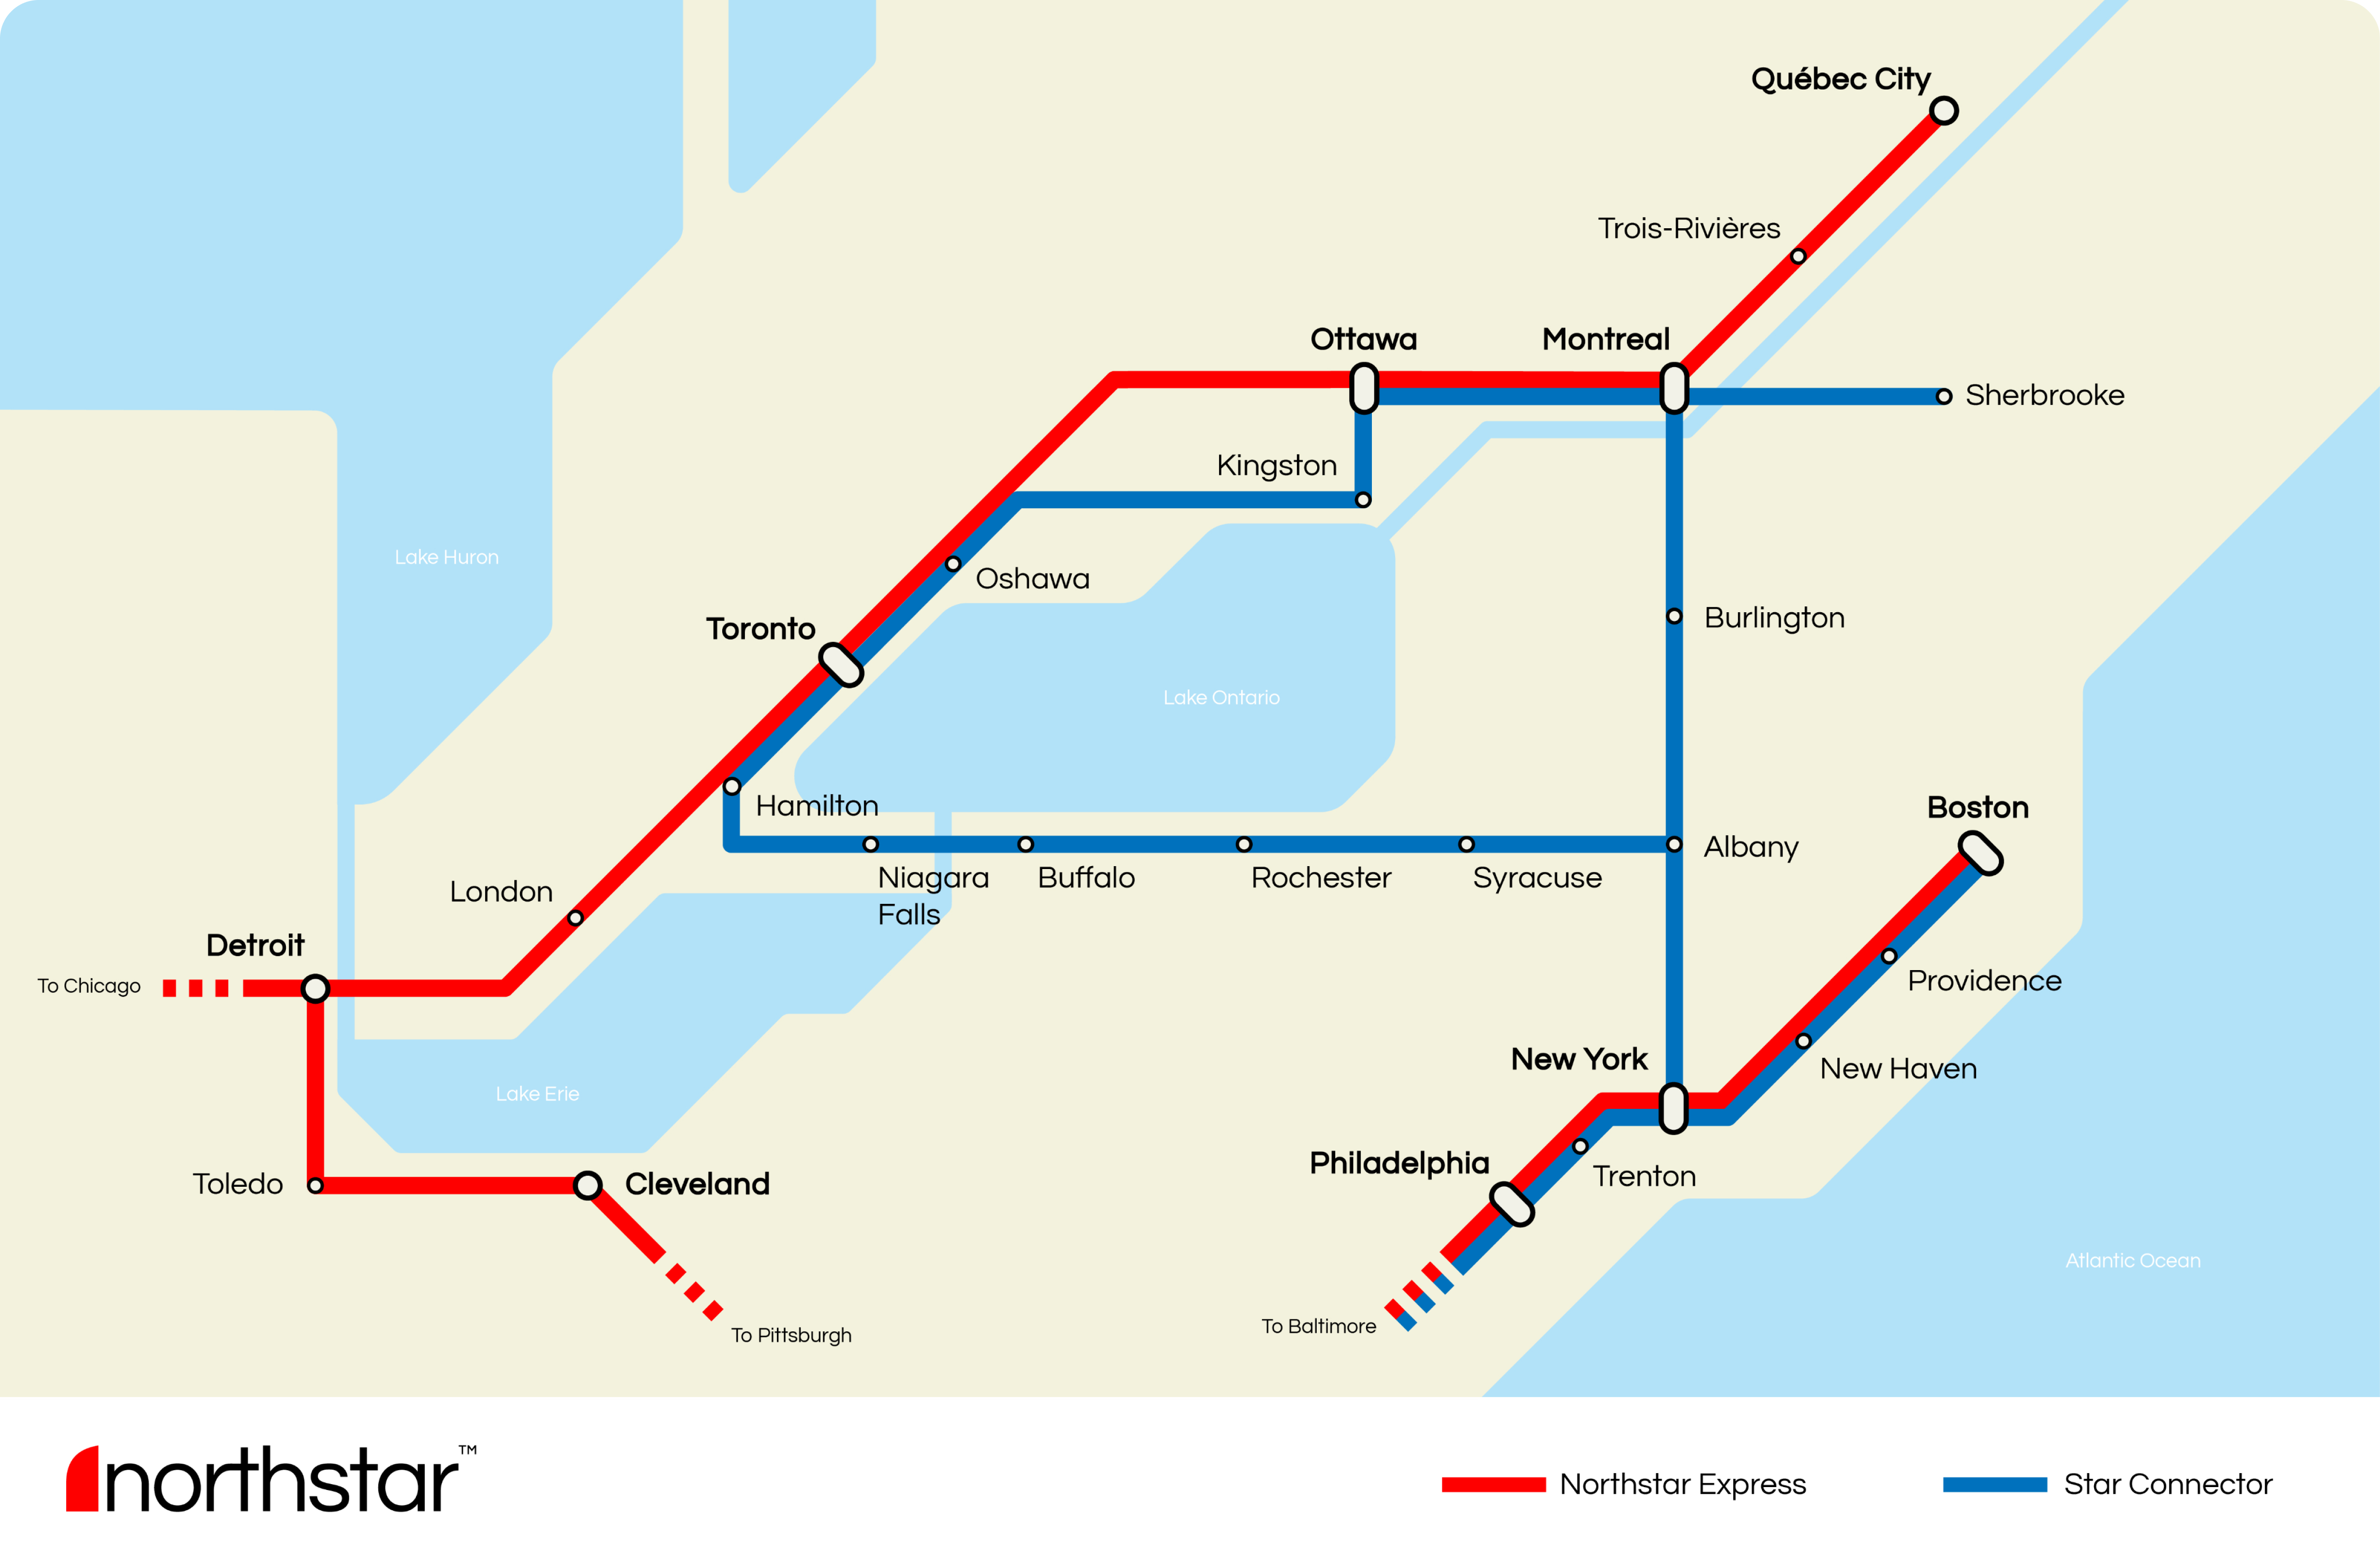 Québec City
Trois-Rivières
Ottawa
Montreal
Sherbrooke
Kingston
Lake Huron
Oshawa
Toronto
Burlington
Lake Ontario
Hamilton
Boston
Albany
Niagara
Falls
Buffalo
Rochester
Syracuse
London
Detroit
To Chicago
Providence
New York
New Haven
Lake Erie
Philadelphia
Trenton
Toledo
Cleveland
Atlantic Ocean
To Baltimore
To Pittsburgh
northstar™
Northstar Express
Star Connector